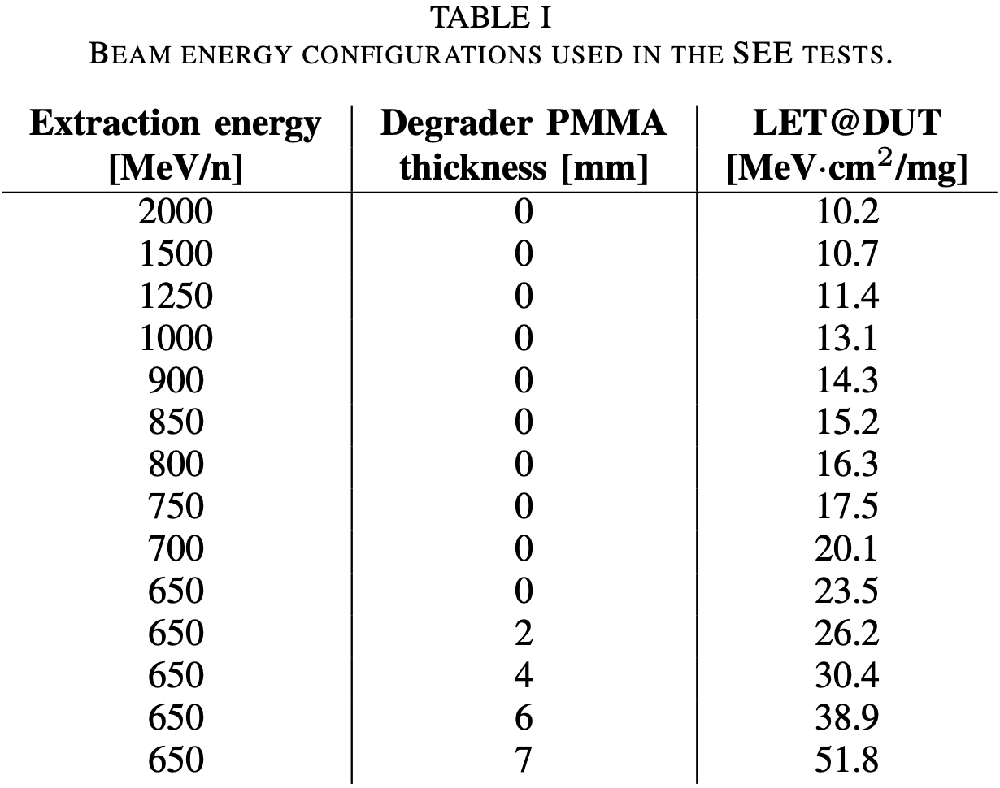 TABLE I
BEAM ENERGY CONFIGURATIONS USED IN THE SEE TESTS.
Extraction energy [MeV/n] | Degrader PMMA thickness [mm] | LET@DUT [MeV·cm²/mg]
2000 0 10.2
1500 0 10.7
1250 0 11.4
1000 0 13.1
900 0 14.3
850 0 15.2
800 0 16.3
750 0 17.5
700 0 20.1
650 0 23.5
650 2 26.2
650 4 30.4
650 6 38.9
650 7 51.8